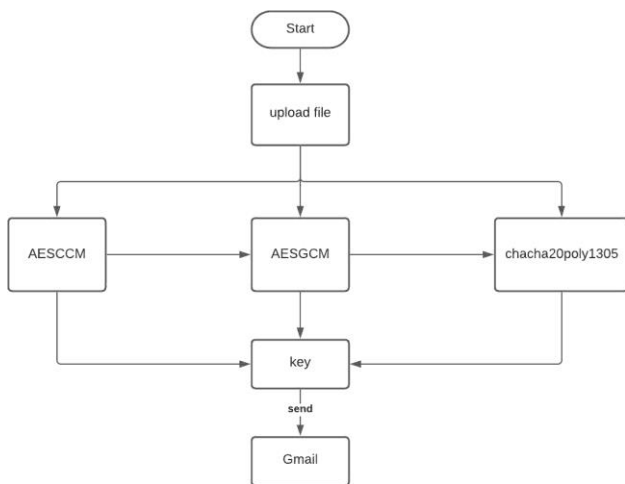 Start
upload file
AESCCM
AESGCM
chacha20poly1305
key
send
Gmail